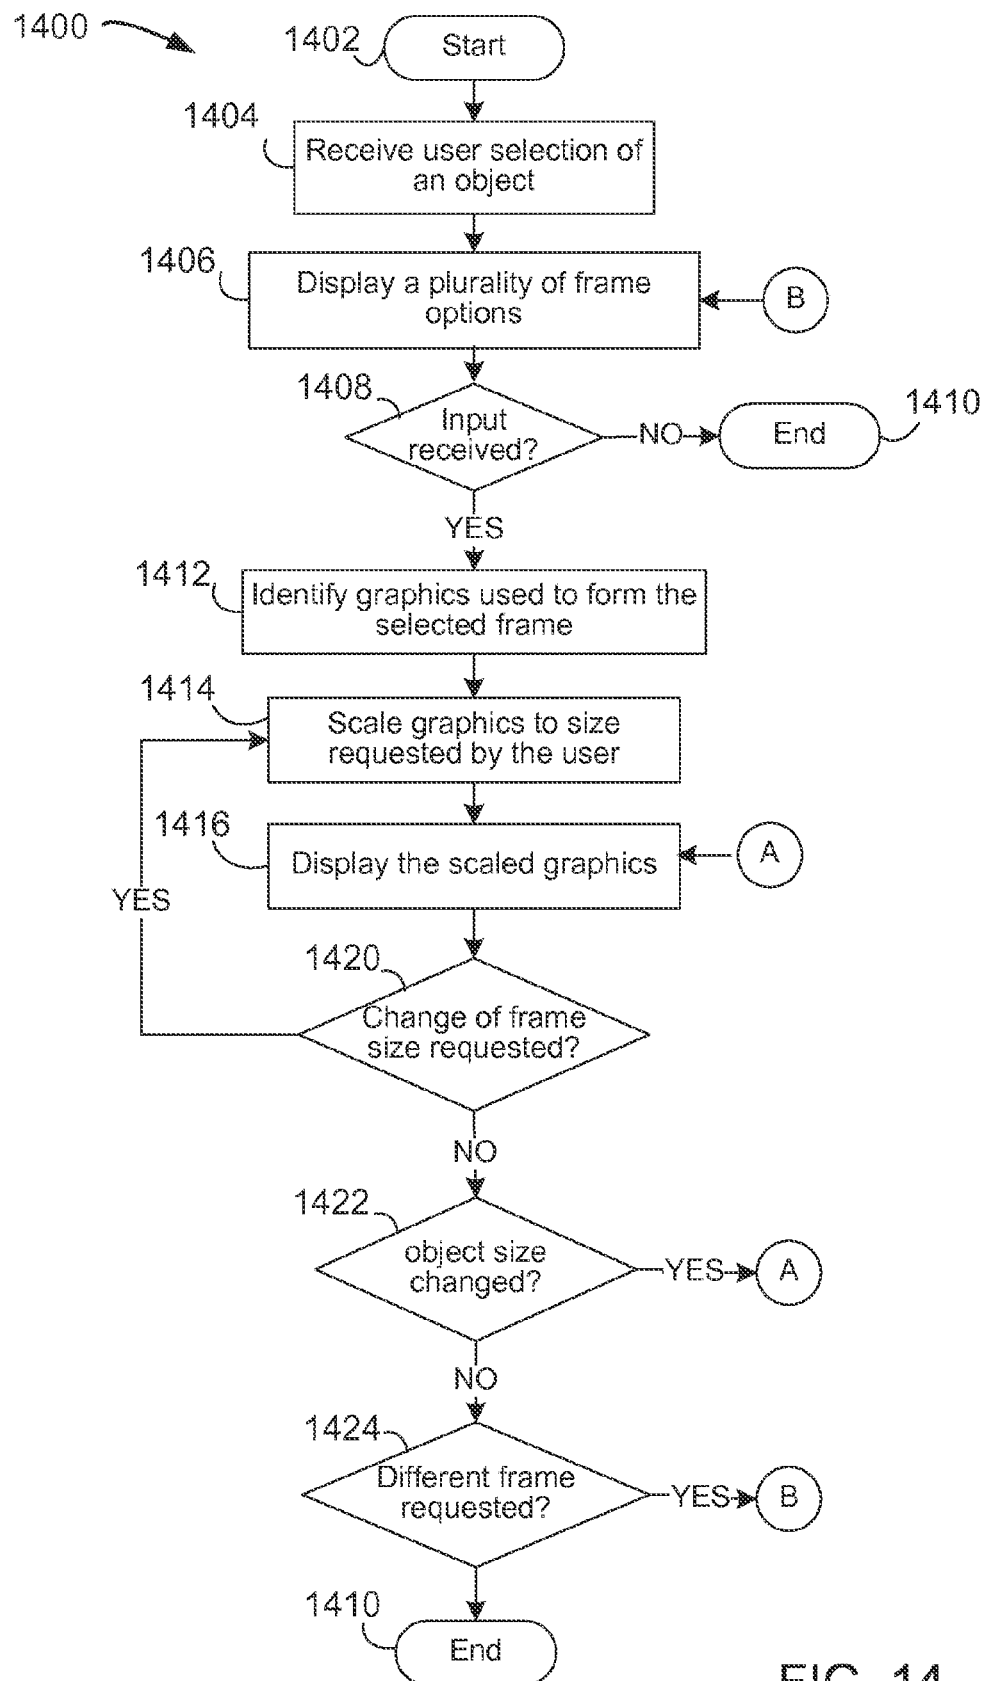 1400
1402
Start
1404
Receive user selection of
an object
1406
Display a plurality of frame
options
B
1408
Input
received?
NO
End
1410
YES
1412
Identify graphics used to form the
selected frame
1414
Scale graphics to size
requested by the user
1416
Display the scaled graphics
A
YES
1420
Change of frame
size requested?
NO
1422
object size
changed?
YES
A
NO
1424
Different frame
requested?
YES
B
1410
End
FIG. 14